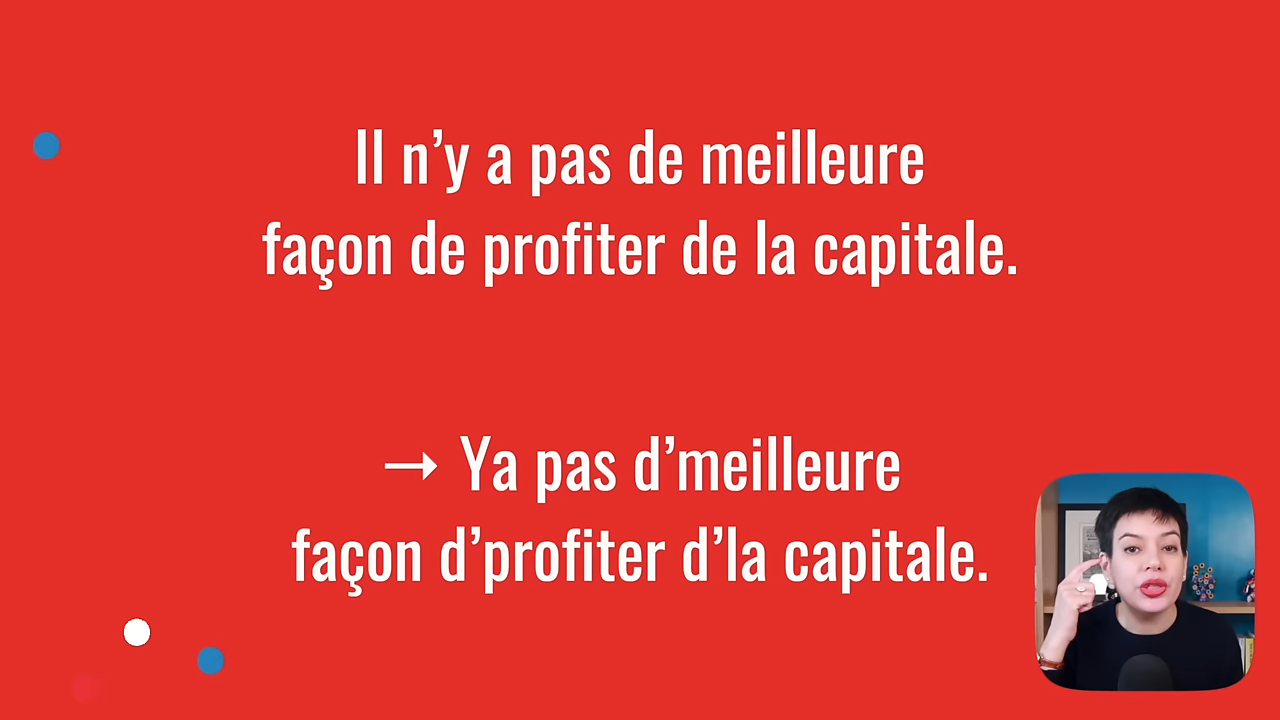 Il n’y a pas de meilleure
façon de profiter de la capitale.
→ Ya pas d’meilleure
façon d’profiter d’la capitale.